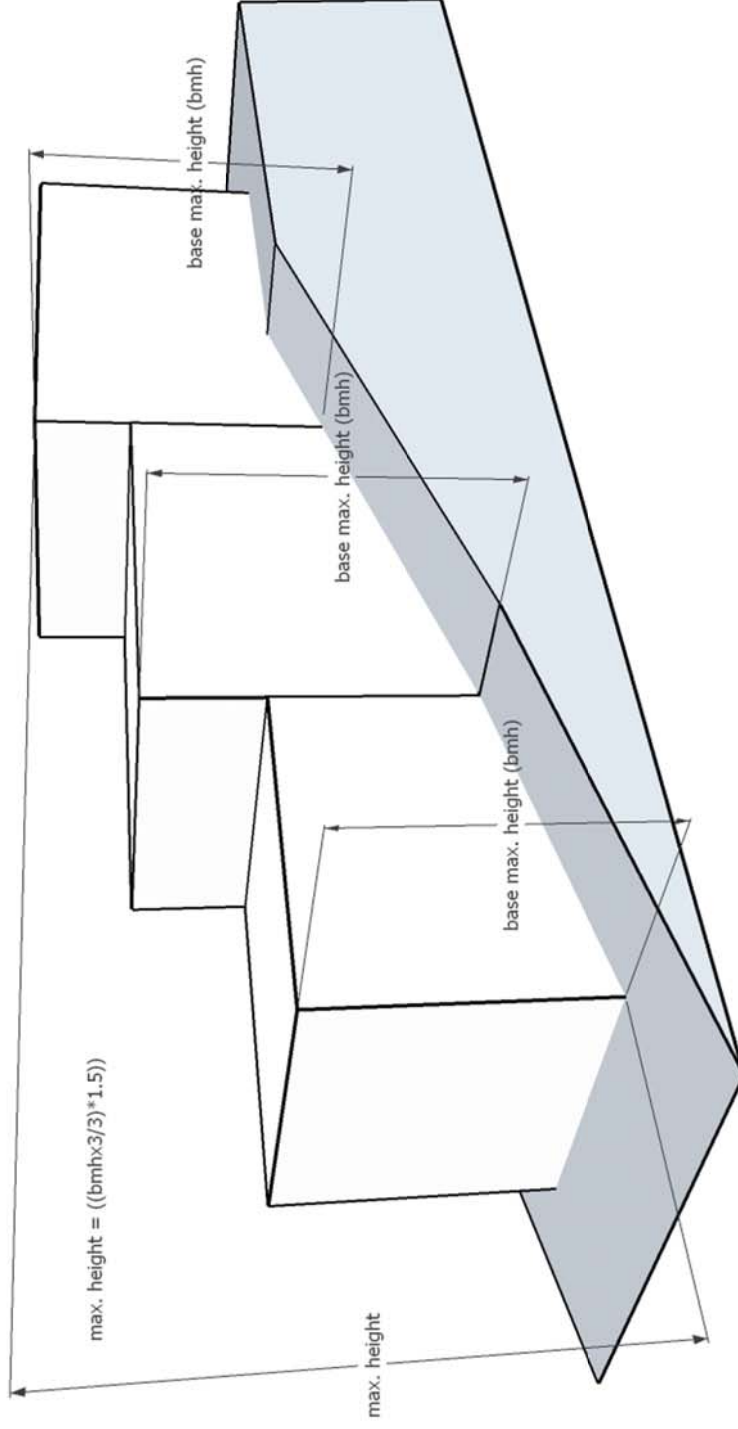 max. height = ((bmhx3/3)*1.5))
max. height
base max. height (bmh)
base max. height (bmh)
base max. height (bmh)